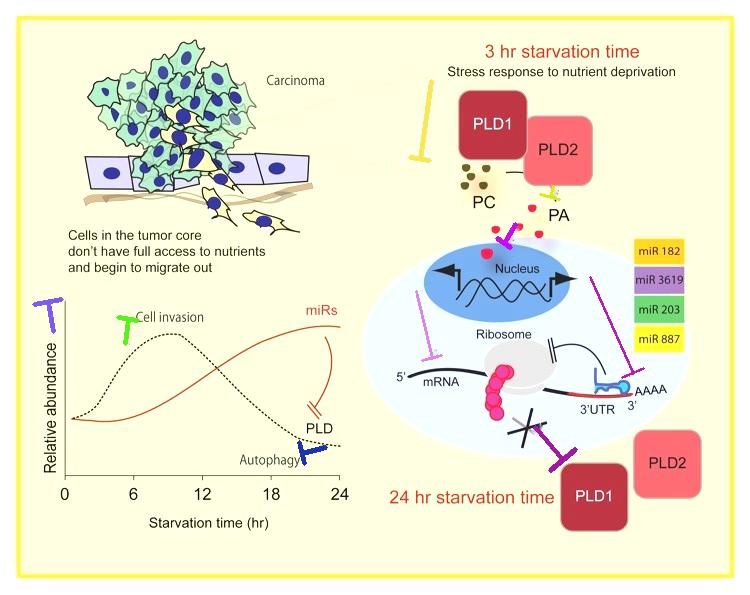 3 hr starvation time
Stress response to nutrient deprivation
Carcinoma
PLD1
PLD2
PC
PA
Cells in the tumor core
don't have full access to nutrients
and begin to migrate out
Nucleus
miR 182
miR 3619
miR 203
miR 887
Ribosome
5'
mRNA
3'UTR
3'
AAAA
Relative abundance
Cell invasion
miRs
PLD
Autophagy
0
6
12
18
24
Starvation time (hr)
24 hr starvation time
PLD1
PLD2